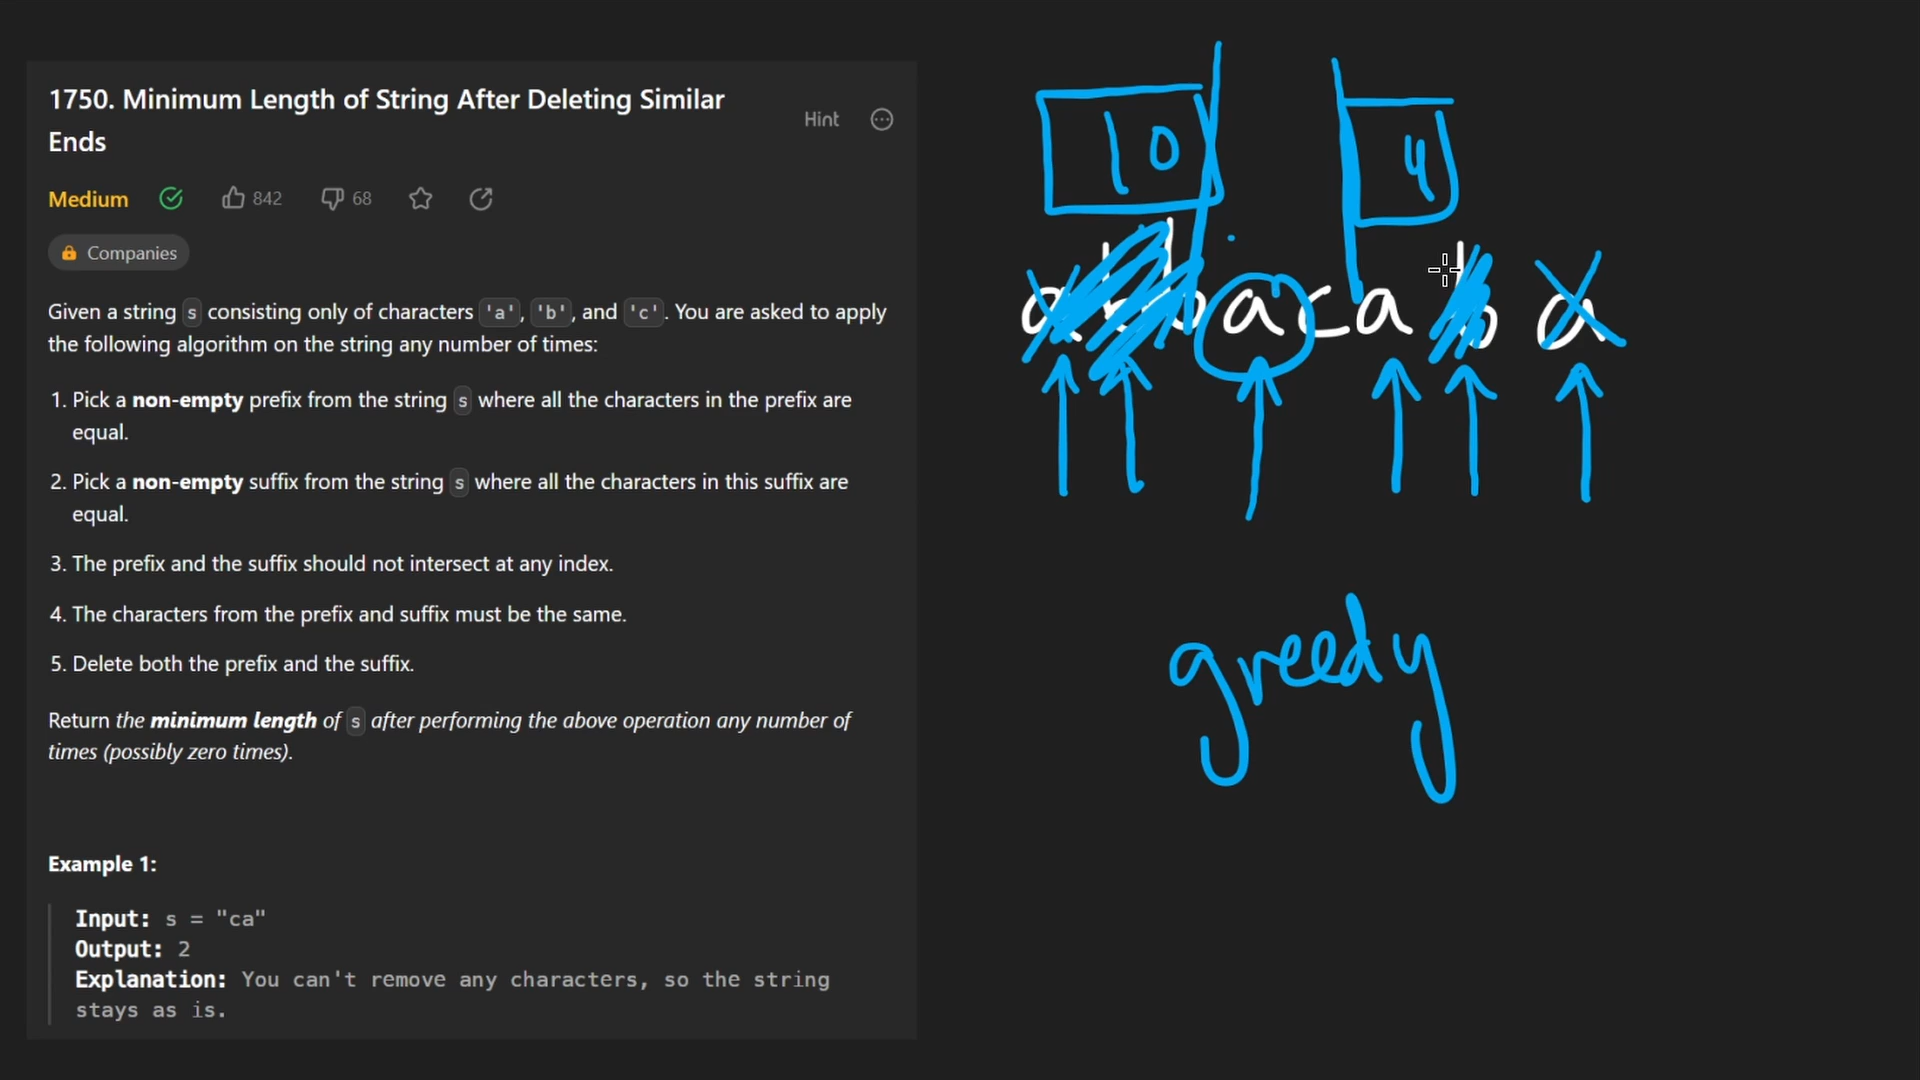 1750. Minimum Length of String After Deleting Similar
Ends
Hint
Medium
842
68
Companies
Given a string s consisting only of characters 'a', 'b', and 'c'. You are asked to apply
the following algorithm on the string any number of times:
1. Pick a non-empty prefix from the string s where all the characters in the prefix are
equal.
2. Pick a non-empty suffix from the string s where all the characters in this suffix are
equal.
3. The prefix and the suffix should not intersect at any index.
4. The characters from the prefix and suffix must be the same.
5. Delete both the prefix and the suffix.
Return the minimum length of s after performing the above operation any number of
times (possibly zero times).
Example 1:
Input: s = "ca"
Output: 2
Explanation: You can't remove any characters, so the string
stays as is.
10
4
a b b a c a b a
greedy